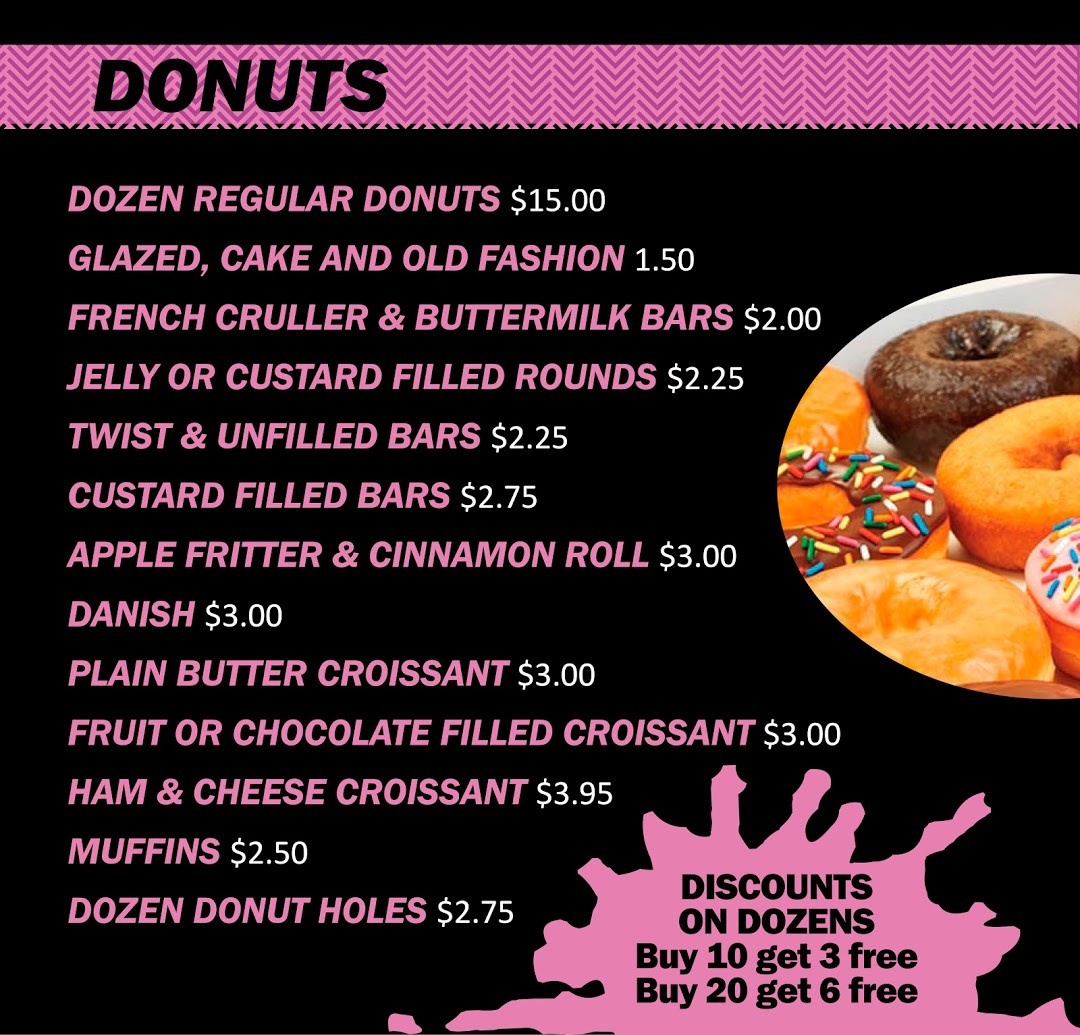 DONUTS
DOZEN REGULAR DONUTS $15.00
GLAZED, CAKE AND OLD FASHION 1.50
FRENCH CRULLER & BUTTERMILK BARS $2.00
JELLY OR CUSTARD FILLED ROUNDS $2.25
TWIST & UNFILLED BARS $2.25
CUSTARD FILLED BARS $2.75
APPLE FRITTER & CINNAMON ROLL $3.00
DANISH $3.00
PLAIN BUTTER CROISSANT $3.00
FRUIT OR CHOCOLATE FILLED CROISSANT $3.00
HAM & CHEESE CROISSANT $3.95
MUFFINS $2.50
DOZEN DONUT HOLES $2.75
DISCOUNTS
ON DOZENS
Buy 10 get 3 free
Buy 20 get 6 free